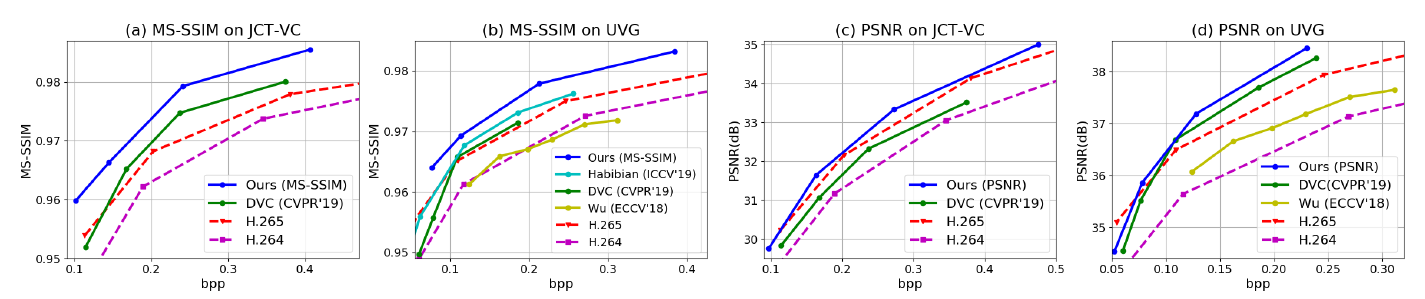 (a) MS-SSIM on JCT-VC
MS-SSIM
0.98
0.97
0.96
0.95
0.1
0.2
0.3
0.4
bpp
Ours (MS-SSIM)
DVC (CVPR'19)
H.265
H.264
(b) MS-SSIM on UVG
MS-SSIM
0.98
0.97
0.96
0.95
0.1
0.2
0.3
0.4
bpp
Ours (MS-SSIM)
Habibian (ICCV'19)
DVC (CVPR'19)
Wu (ECCV'18)
H.265
H.264
(c) PSNR on JCT-VC
PSNR(dB)
35
34
33
32
31
30
0.1
0.2
0.3
0.4
0.5
bpp
Ours (PSNR)
DVC (CVPR'19)
H.265
H.264
(d) PSNR on UVG
PSNR(dB)
38
37
36
35
0.05
0.10
0.15
0.20
0.25
0.30
bpp
Ours (PSNR)
DVC(CVPR'19)
Wu (ECCV'18)
H.265
H.264